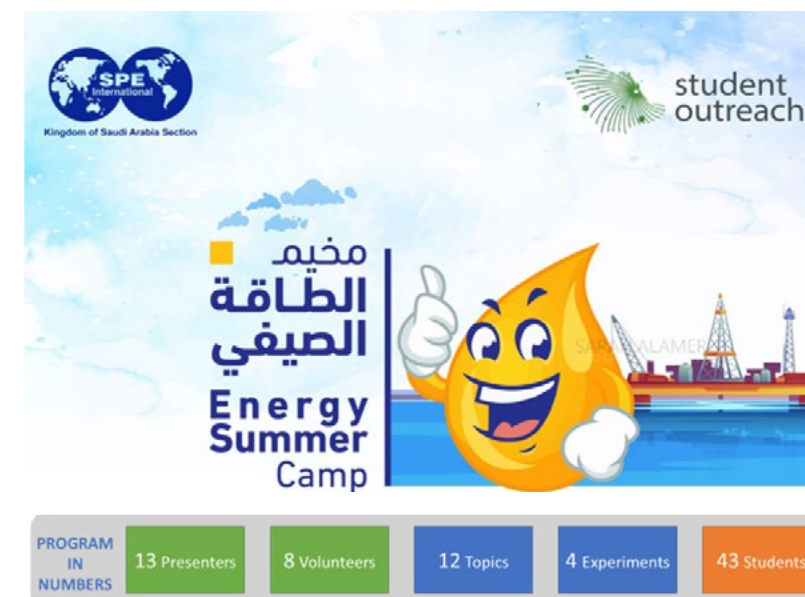 SPE
International
Kingdom of Saudi Arabia Section
student
outreach
مخيم
الطاقة
الصيفي
Energy
Summer
Camp
PROGRAM
IN
NUMBERS
13 Presenters
8 Volunteers
12 Topics
4 Experiments
43 Students